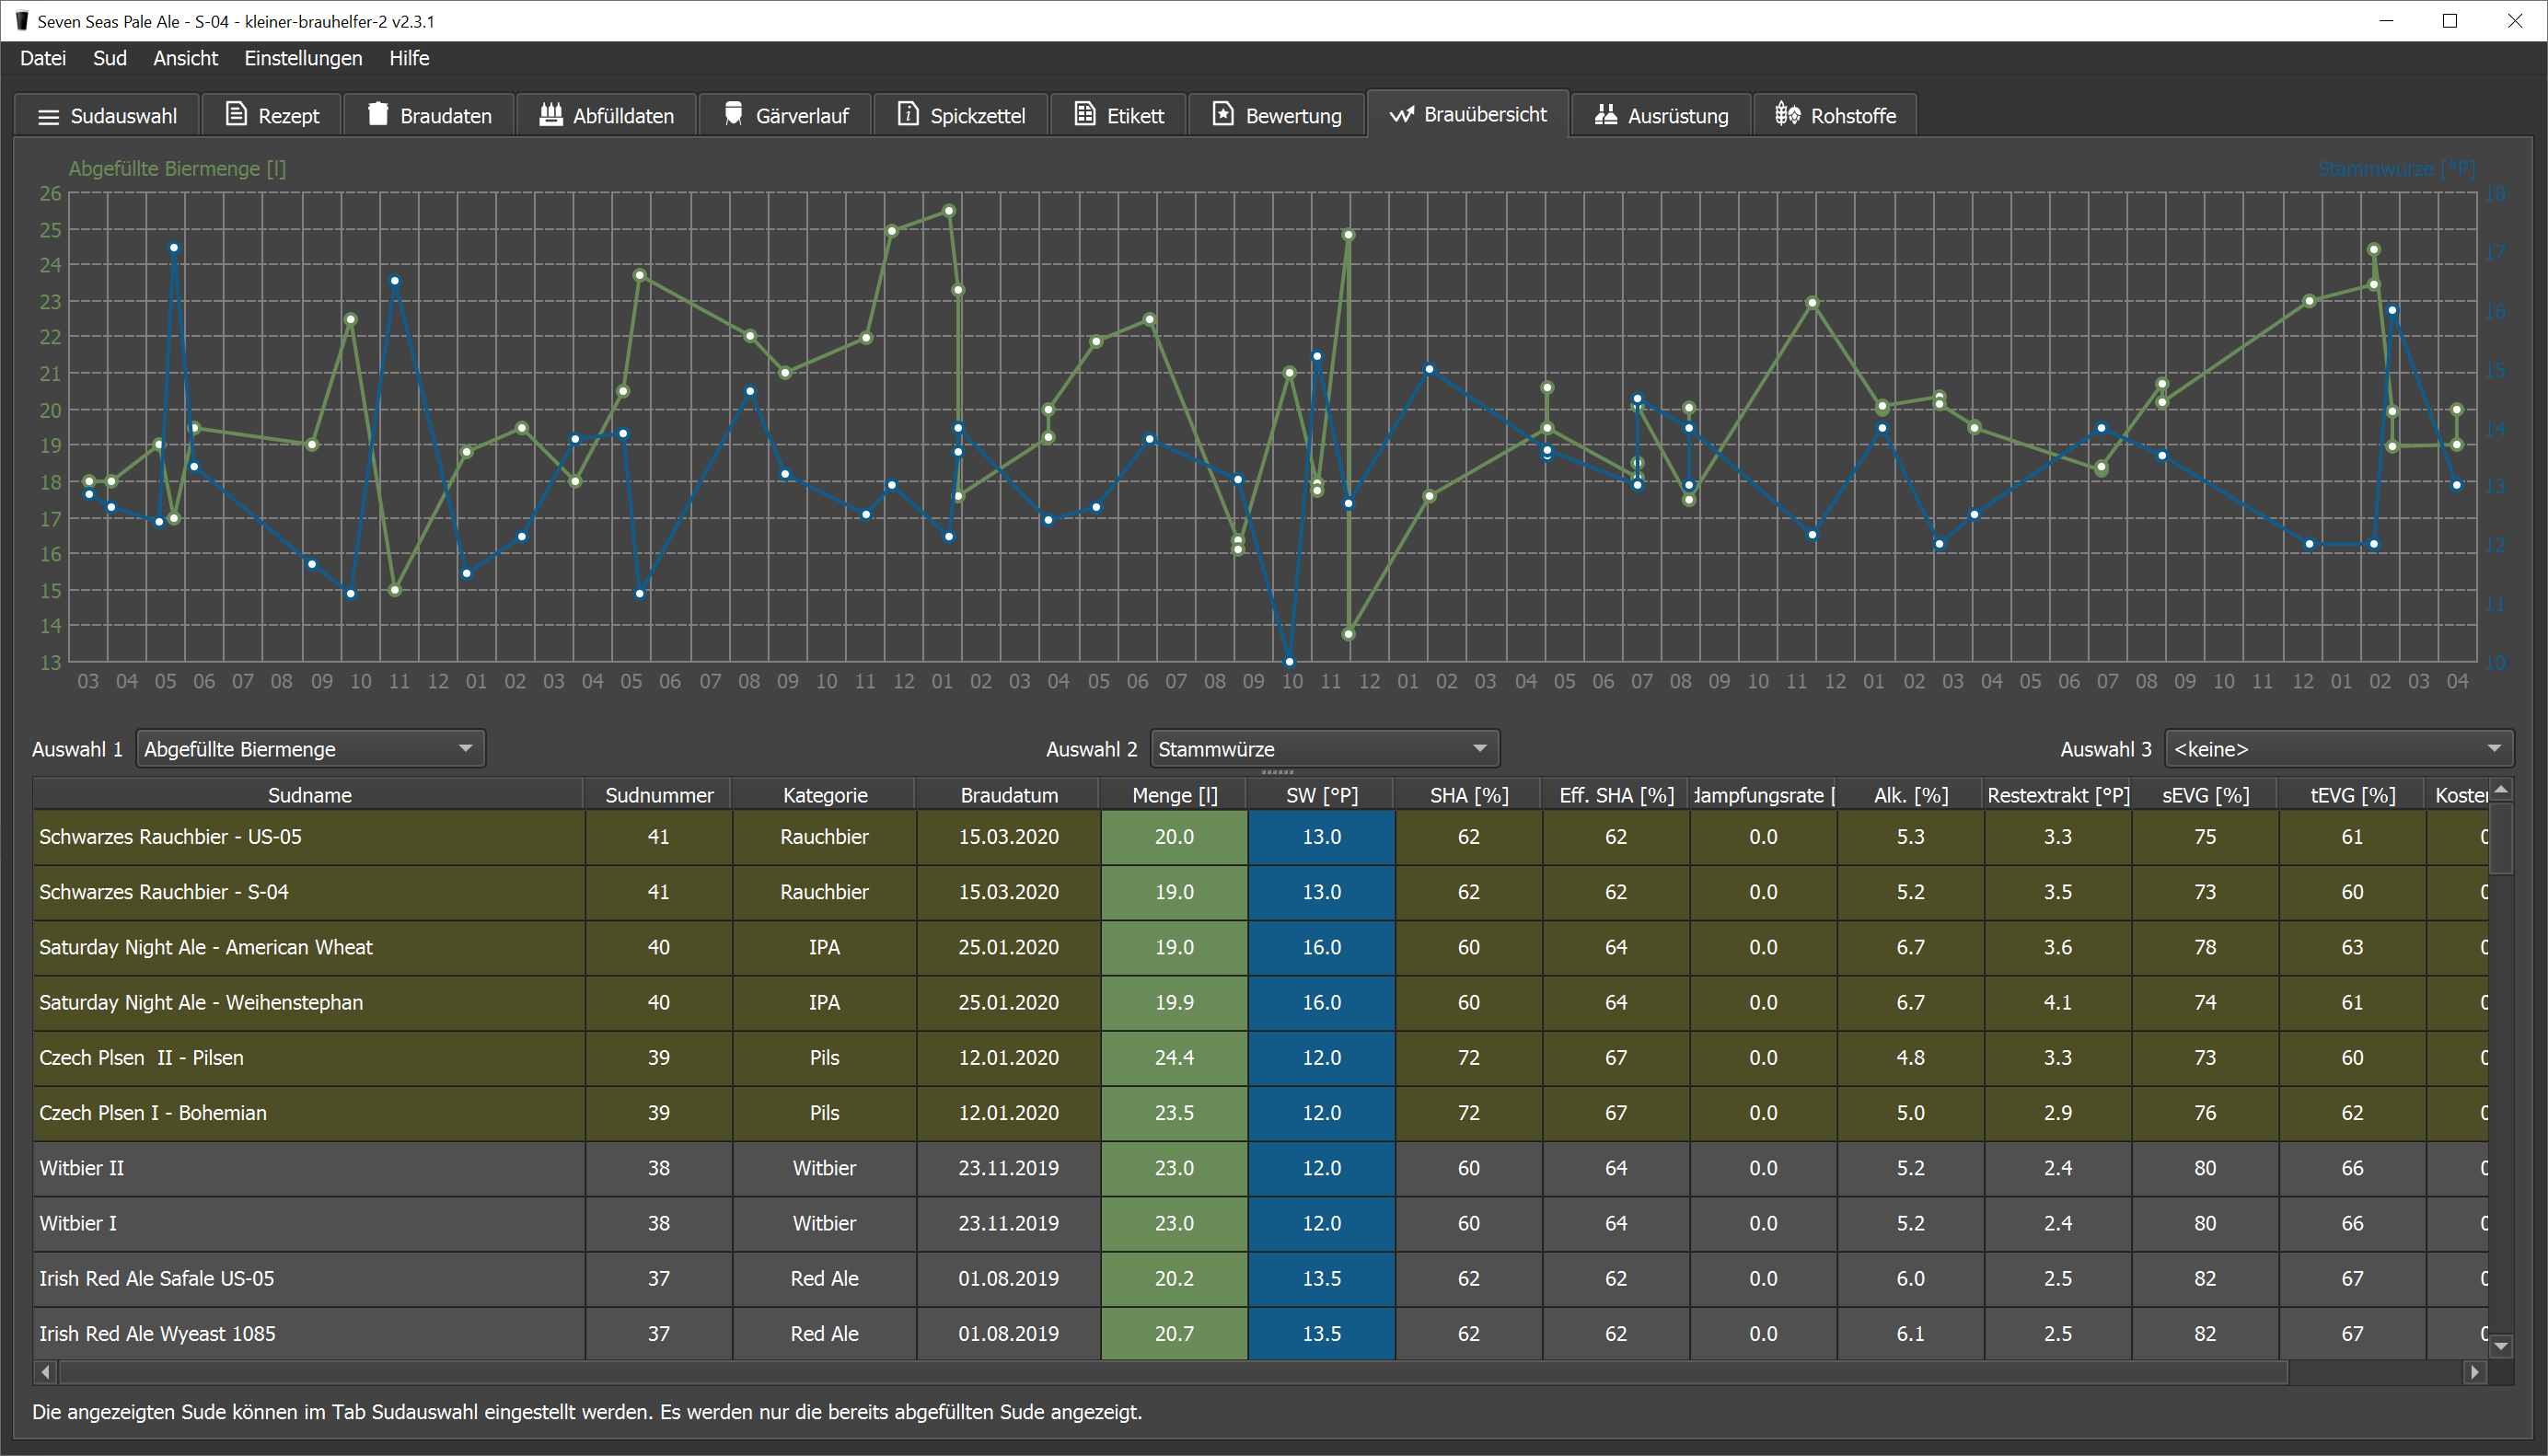 Seven Seas Pale Ale - S-04 - kleiner-brauhelfer-2 v2.3.1
Datei Sud Ansicht Einstellungen Hilfe
Sudauswahl Rezept Braudaten Abfülldaten Gärverlauf Spickzettel Etikett Bewertung Brauübersicht Ausrüstung Rohstoffe
Abgefüllte Biermenge [l] Stammwürze [°P]
26 18
25
24 17
23
22 16
21 15
20
19 14
18
17 13
16 12
15
14 11
13 10
03 04 05 06 07 08 09 10 11 12 01 02 03 04 05 06 07 08 09 10 11 12 01 02 03 04 05 06 07 08 09 10 11 12 01 02 03 04 05 06 07 08 09 10 11 12 01 02 03 04 05 06 07 08 09 10 11 12 01 02 03 04
Auswahl 1 Abgefüllte Biermenge Auswahl 2 Stammwürze Auswahl 3 <keine>
Sudname Sudnummer Kategorie Braudatum Menge [l] SW [°P] SHA [%] Eff. SHA [%] dampfungsrate [ Alk. [%] Restextrakt [°P] sEVG [%] tEVG [%] Koster
Schwarzes Rauchbier - US-05 41 Rauchbier 15.03.2020 20.0 13.0 62 62 0.0 5.3 3.3 75 61 0
Schwarzes Rauchbier - S-04 41 Rauchbier 15.03.2020 19.0 13.0 62 62 0.0 5.2 3.5 73 60 0
Saturday Night Ale - American Wheat 40 IPA 25.01.2020 19.0 16.0 60 64 0.0 6.7 3.6 78 63 0
Saturday Night Ale - Weihenstephan 40 IPA 25.01.2020 19.9 16.0 60 64 0.0 6.7 4.1 74 61 0
Czech Plsen  II - Pilsen 39 Pils 12.01.2020 24.4 12.0 72 67 0.0 4.8 3.3 73 60 0
Czech Plsen I - Bohemian 39 Pils 12.01.2020 23.5 12.0 72 67 0.0 5.0 2.9 76 62 0
Witbier II 38 Witbier 23.11.2019 23.0 12.0 60 64 0.0 5.2 2.4 80 66 0
Witbier I 38 Witbier 23.11.2019 23.0 12.0 60 64 0.0 5.2 2.4 80 66 0
Irish Red Ale Safale US-05 37 Red Ale 01.08.2019 20.2 13.5 62 62 0.0 6.0 2.5 82 67 0
Irish Red Ale Wyeast 1085 37 Red Ale 01.08.2019 20.7 13.5 62 62 0.0 6.1 2.5 82 67 0
Die angezeigten Sude können im Tab Sudauswahl eingestellt werden. Es werden nur die bereits abgefüllten Sude angezeigt.